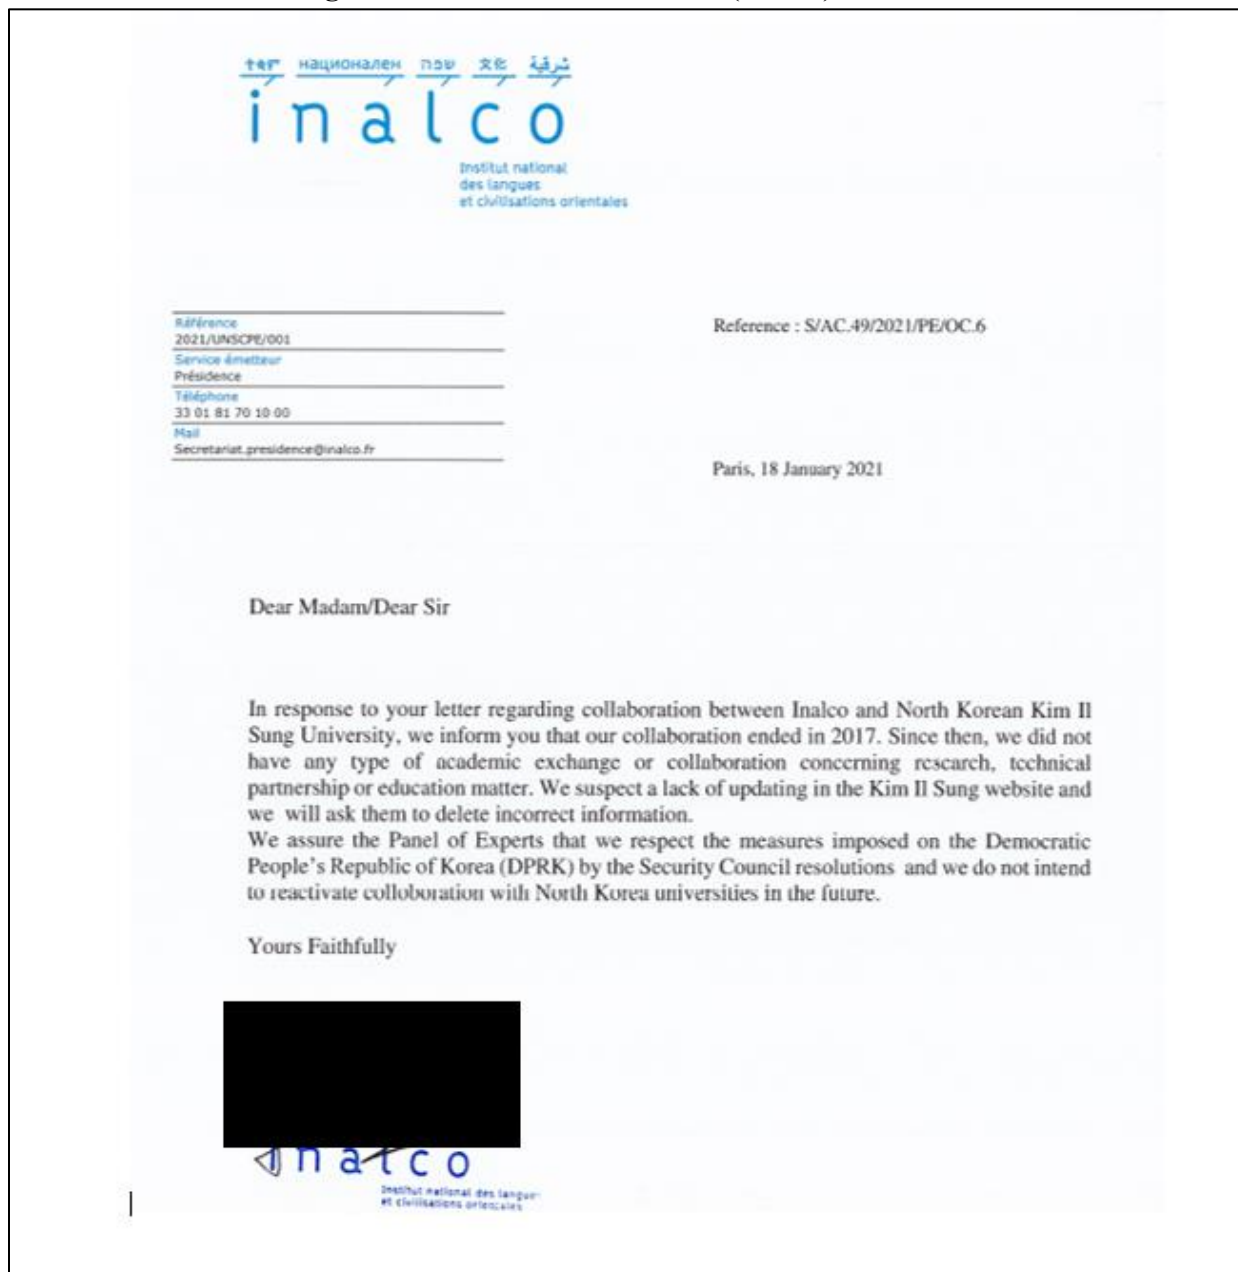 национален שפה 文化 شرقية
inalco
Institut national
des langues
et civilisations orientales
Référence
2021/UNSCPE/001
Service émetteur
Présidence
Téléphone
33 01 81 70 10 00
Mail
Secretariat.presidence@inalco.fr
Reference : S/AC.49/2021/PE/OC.6
Paris, 18 January 2021
Dear Madam/Dear Sir
In response to your letter regarding collaboration between Inalco and North Korean Kim Il
Sung University, we inform you that our collaboration ended in 2017. Since then, we did not
have any type of academic exchange or collaboration concerning research, technical
partnership or education matter. We suspect a lack of updating in the Kim Il Sung website and
we will ask them to delete incorrect information.
We assure the Panel of Experts that we respect the measures imposed on the Democratic
People's Republic of Korea (DPRK) by the Security Council resolutions and we do not intend
to reactivate colloboration with North Korea universities in the future.
Yours Faithfully
inalco
Institut national des langues
et civilisations orientales